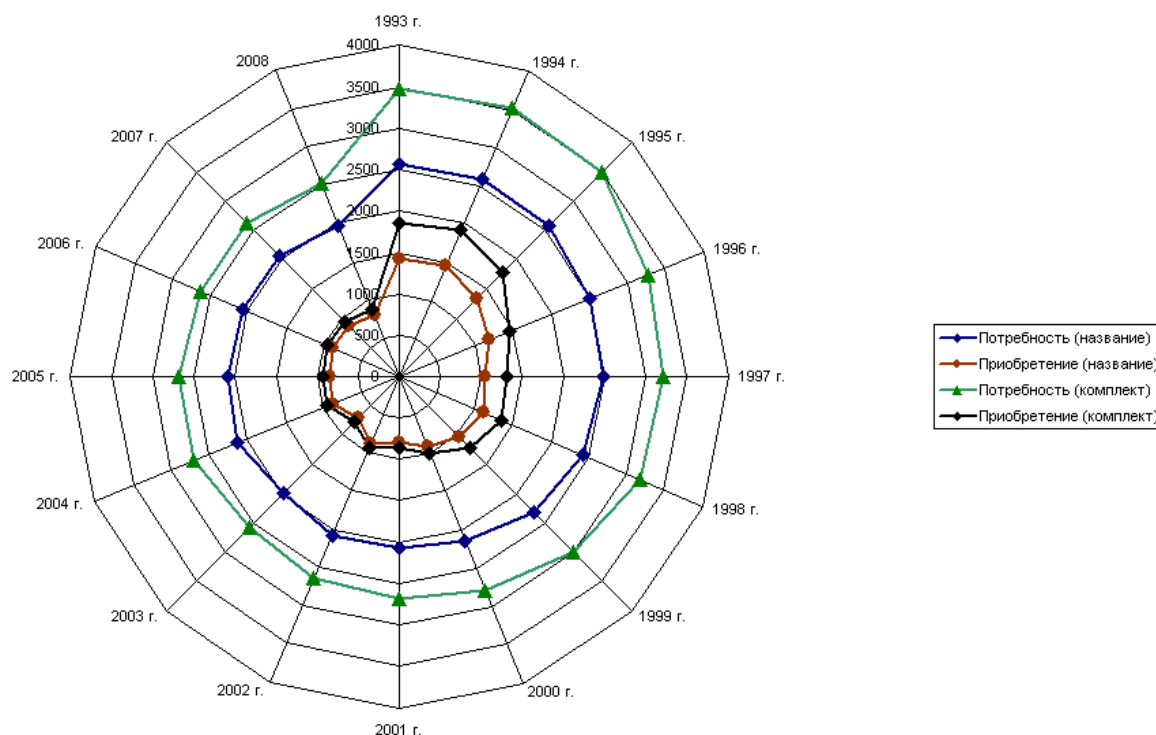 1993 г.
4000
2008
1994 г.
3500
2007 г.
3000
1995 г.
2500
2006 г.
2000
1996 г.
1500
1000
500
2005 г.
0
1997 г.
Потребность (название)
Приобретение (название)
Потребность (комплект)
Приобретение (комплект)
2004 г.
1998 г.
2003 г.
1999 г.
2002 г.
2000 г.
2001 г.